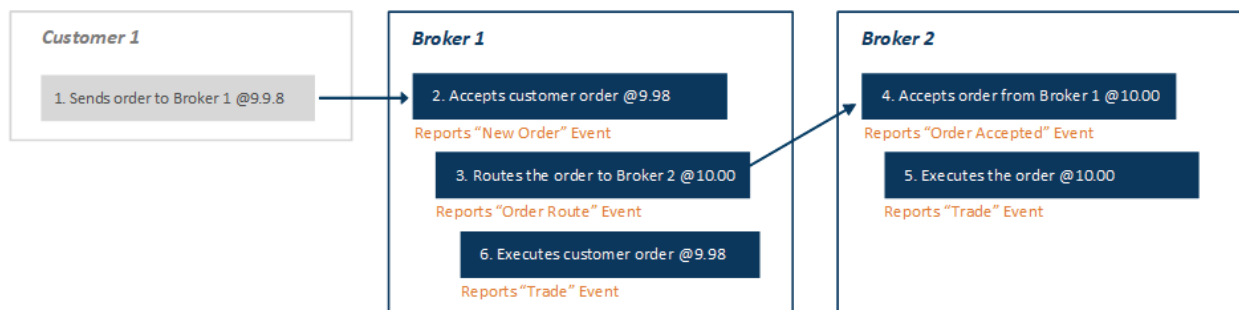 Customer 1
1. Sends order to Broker 1 @9.9.8
Broker 1
2. Accepts customer order @9.98
Reports “New Order” Event
3. Routes the order to Broker 2 @10.00
Reports “Order Route” Event
6. Executes customer order @9.98
Reports “Trade” Event
Broker 2
4. Accepts order from Broker 1 @10.00
Reports “Order Accepted” Event
5. Executes the order @10.00
Reports “Trade” Event